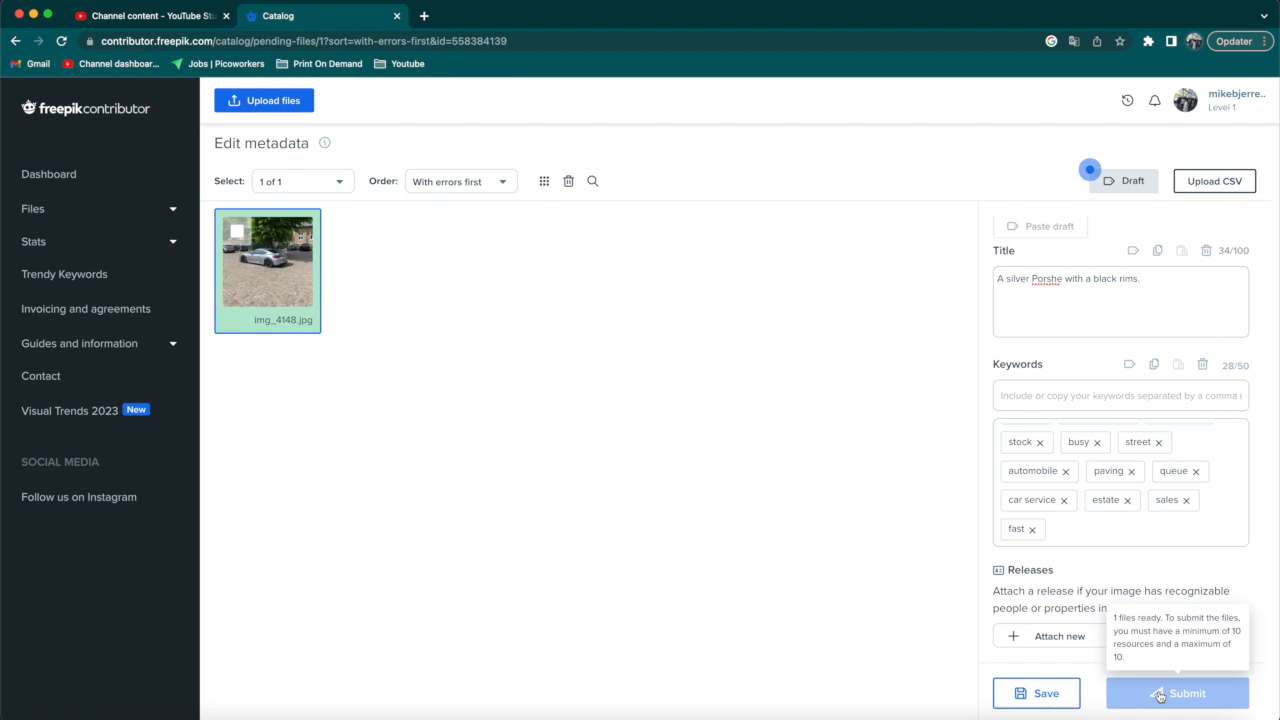 Channel content - YouTube Stu
Catalog
contributor.freepik.com/catalog/pending-files/1?sort=with-errors-first&id=558384139
Opdater
Gmail
Channel dashboar...
Jobs | Picoworkers
Print On Demand
Youtube
freepikcontributor
Upload files
mikebjerre..
Level 1
Dashboard
Files
Stats
Trendy Keywords
Invoicing and agreements
Guides and information
Contact
Visual Trends 2023 New
SOCIAL MEDIA
Follow us on Instagram
Edit metadata
Select: 1 of 1 Order: With errors first
Draft
Upload CSV
img_4148.jpg
Paste draft
Title 34/100
A silver Porshe with a black rims.
Keywords 28/50
Include or copy your keywords separated by a comma
stock busy street
automobile paving queue
car service estate sales
fast
Releases
Attach a release if your image has recognizable
people or properties in
Attach new
1 files ready. To submit the files,
you must have a minimum of 10
resources and a maximum of
10.
Save
Submit